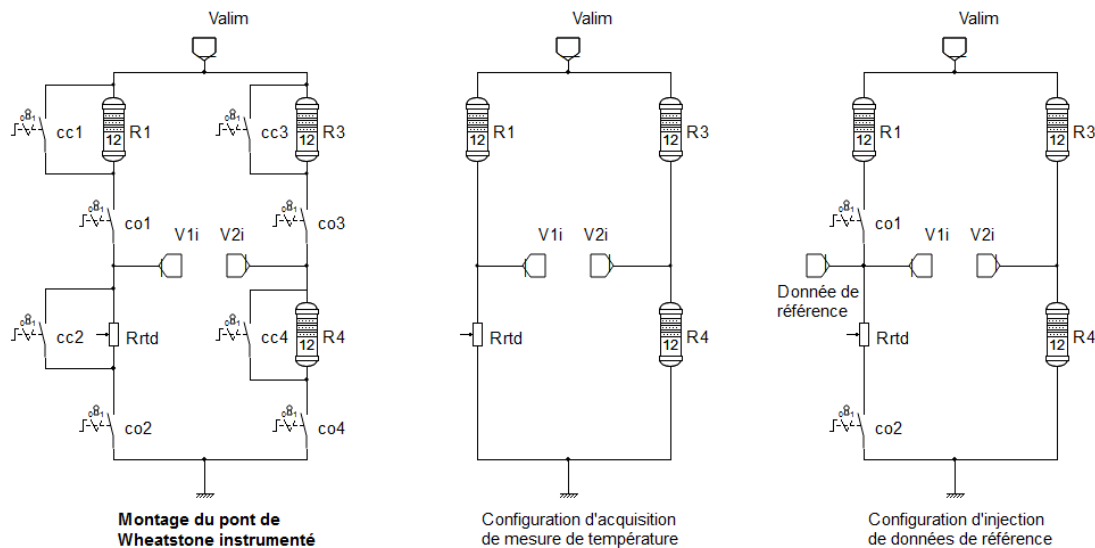 Valim
cc1
R1
12
cc3
R3
12
co1
co3
V1i
V2i
cc2
Rrtd
cc4
R4
12
co2
co4
Montage du pont de
Wheatstone instrumenté
Valim
R1
12
R3
12
V1i
V2i
Rrtd
R4
12
Configuration d'acquisition
de mesure de température
Valim
R1
12
R3
12
co1
V1i
V2i
Donnée de
référence
Rrtd
R4
12
co2
Configuration d'injection
de données de référence